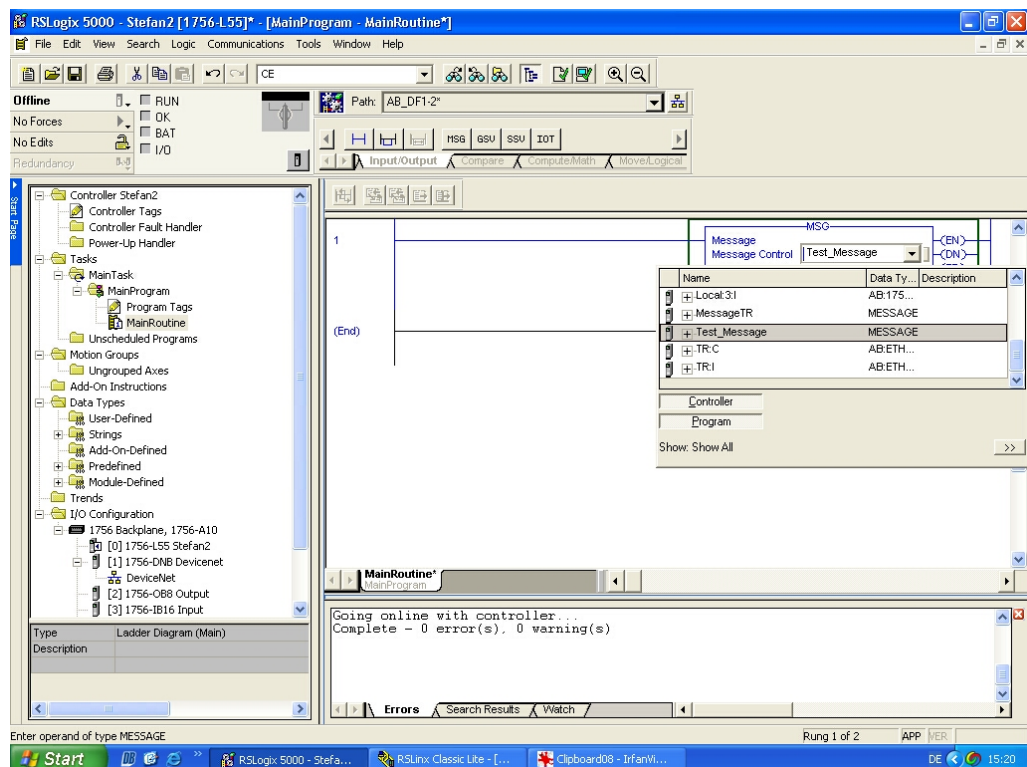 RSLogix 5000 - Stefan2 [1756-L55]* - [MainProgram - MainRoutine*]
File Edit View Search Logic Communications Tools Window Help
CE
Offline
RUN
No Forces
OK
No Edits
BAT
Redundancy
I/O
Path: AB_DF1-2*
MSG GSV SSV IOT
Input/Output Compare Compute/Math Move/Logical
Start Page
Controller Stefan2
Controller Tags
Controller Fault Handler
Power-Up Handler
Tasks
MainTask
MainProgram
Program Tags
MainRoutine
Unscheduled Programs
Motion Groups
Ungrouped Axes
Add-On Instructions
Data Types
User-Defined
Strings
Add-On-Defined
Predefined
Module-Defined
Trends
I/O Configuration
1756 Backplane, 1756-A10
[0] 1756-L55 Stefan2
[1] 1756-DNB Devicenet
DeviceNet
[2] 1756-OB8 Output
[3] 1756-IB16 Input
Type Ladder Diagram (Main)
Description
1
MSG
Message
Message Control Test_Message
(EN)
(DN)
(End)
Name Data Ty... Description
Local:3:I AB:175...
MessageTR MESSAGE
Test_Message MESSAGE
TR:C AB:ETH...
TR:I AB:ETH...
Controller
Program
Show: Show All
>>
MainRoutine*
MainProgram
Going online with controller...
Complete - 0 error(s), 0 warning(s)
Errors Search Results Watch
Enter operand of type MESSAGE
Rung 1 of 2 APP VER
Start
RSLogix 5000 - Stefa...
RSLinx Classic Lite - [...
Clipboard08 - IrfanVi...
DE
15:20